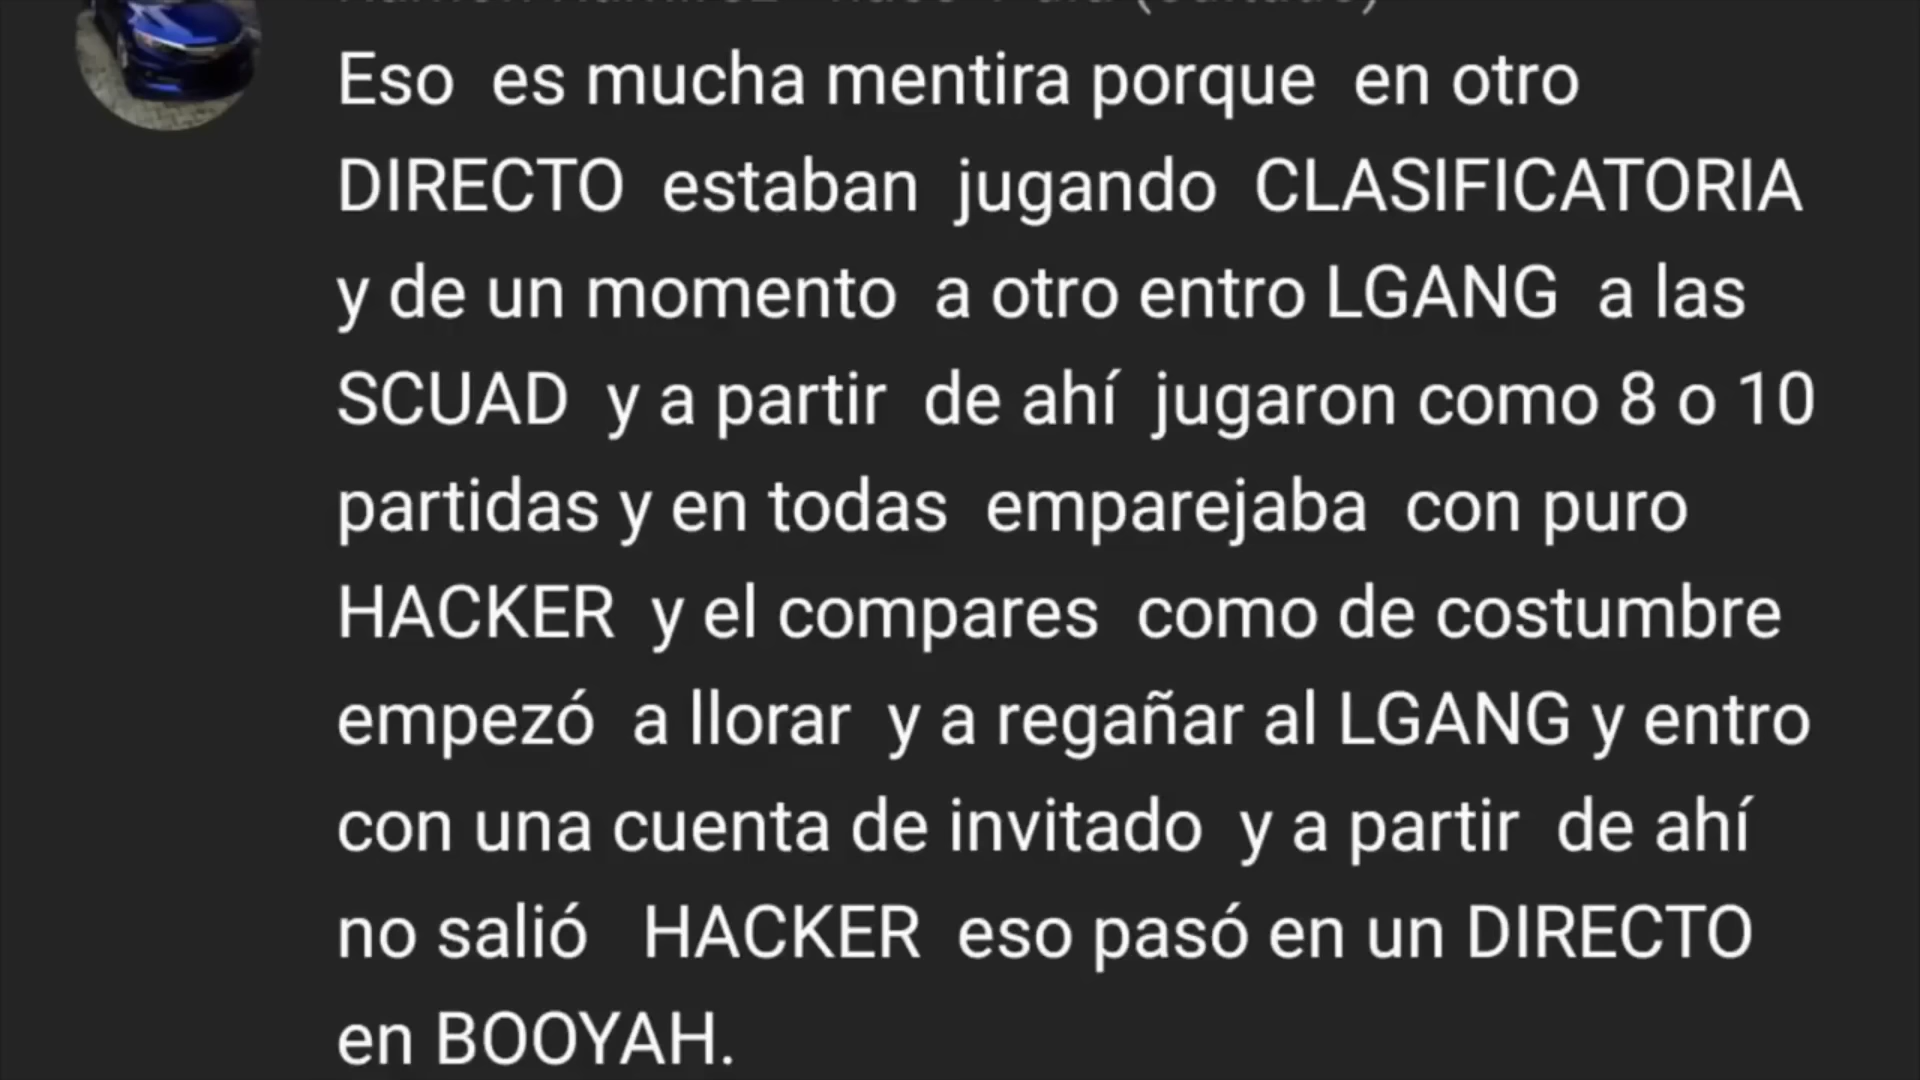 Eso es mucha mentira porque en otro
DIRECTO estaban jugando CLASIFICATORIA
y de un momento a otro entro LGANG a las
SCUAD y a partir de ahí jugaron como 8 o 10
partidas y en todas emparejaba con puro
HACKER y el compares como de costumbre
empezó a llorar y a regañar al LGANG y entro
con una cuenta de invitado y a partir de ahí
no salió HACKER eso pasó en un DIRECTO
en BOOYAH.